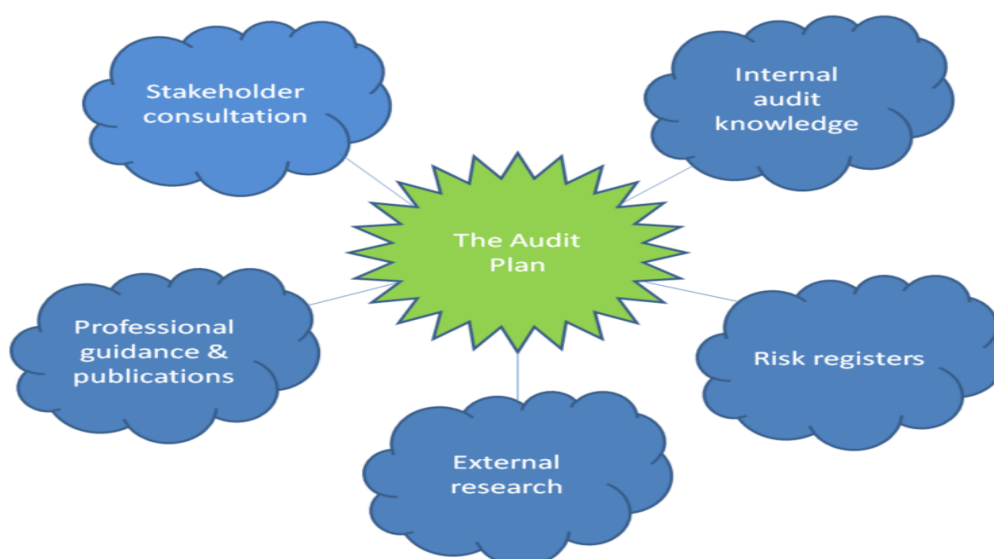 Stakeholder
consultation
Internal
audit
knowledge
The Audit
Plan
Professional
guidance &
publications
Risk registers
External
research